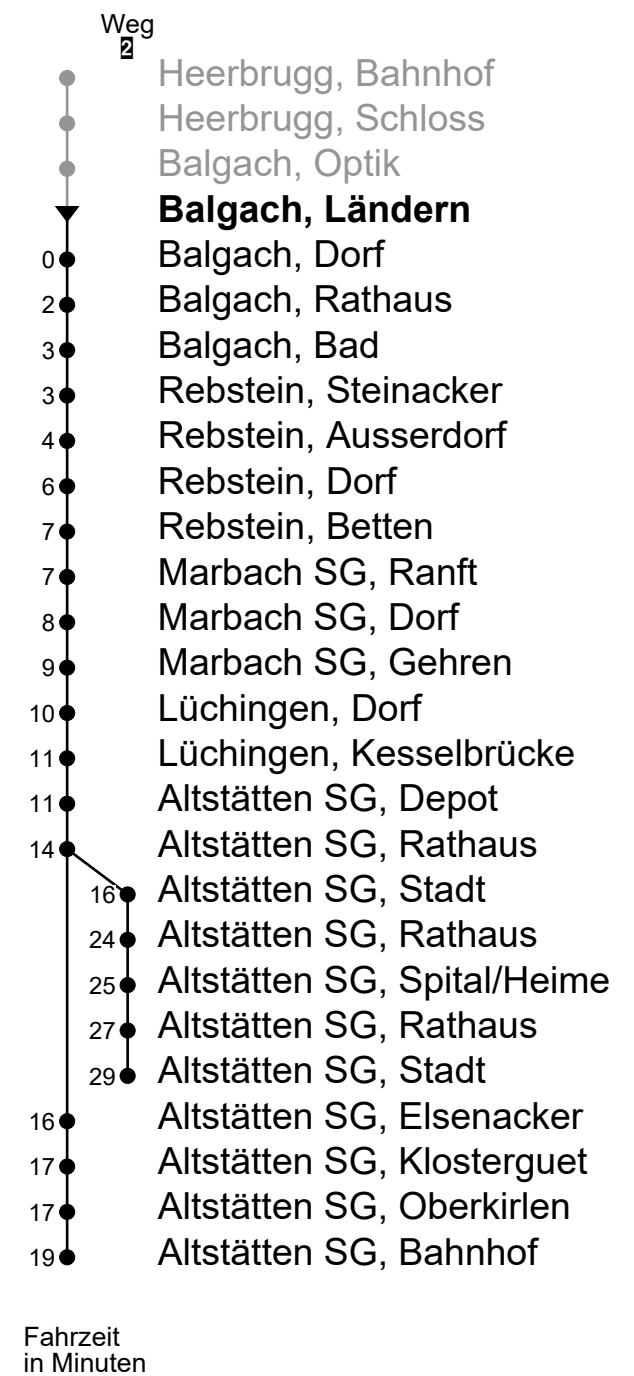 Weg
2
Heerbrugg, Bahnhof
Heerbrugg, Schloss
Balgach, Optik
Balgach, Ländern
0 Balgach, Dorf
2 Balgach, Rathaus
3 Balgach, Bad
3 Rebstein, Steinacker
4 Rebstein, Ausserdorf
6 Rebstein, Dorf
7 Rebstein, Betten
7 Marbach SG, Ranft
8 Marbach SG, Dorf
9 Marbach SG, Gehren
10 Lüchingen, Dorf
11 Lüchingen, Kesselbrücke
11 Altstätten SG, Depot
14 Altstätten SG, Rathaus
16 Altstätten SG, Stadt
24 Altstätten SG, Rathaus
25 Altstätten SG, Spital/Heime
27 Altstätten SG, Rathaus
29 Altstätten SG, Stadt
16 Altstätten SG, Elsenacker
17 Altstätten SG, Klosterguet
17 Altstätten SG, Oberkirlen
19 Altstätten SG, Bahnhof
Fahrzeit
in Minuten